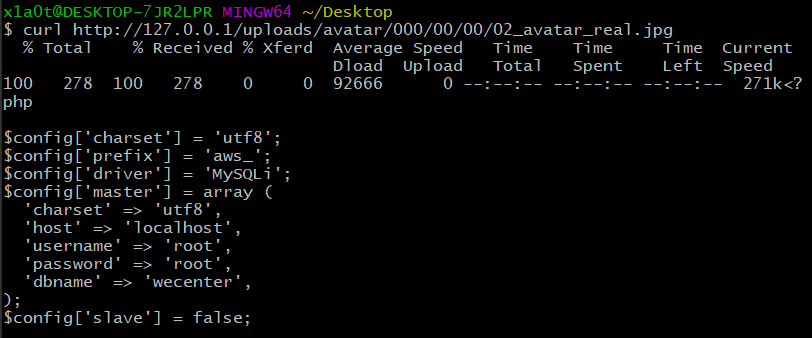 x1a0t@DESKTOP-7JR2LPR MINGW64 ~/Desktop
$ curl http://127.0.0.1/uploads/avatar/000/00/00/02_avatar_real.jpg
  % Total    % Received % Xferd  Average Speed   Time    Time     Time  Current
                                 Dload  Upload   Total   Spent    Left  Speed
100   278  100   278    0     0  92666      0 --:--:-- --:--:-- --:--:--  271k<?
php

$config['charset'] = 'utf8';
$config['prefix'] = 'aws_';
$config['driver'] = 'MySQLi';
$config['master'] = array (
  'charset' => 'utf8',
  'host' => 'localhost',
  'username' => 'root',
  'password' => 'root',
  'dbname' => 'wecenter',
);
$config['slave'] = false;